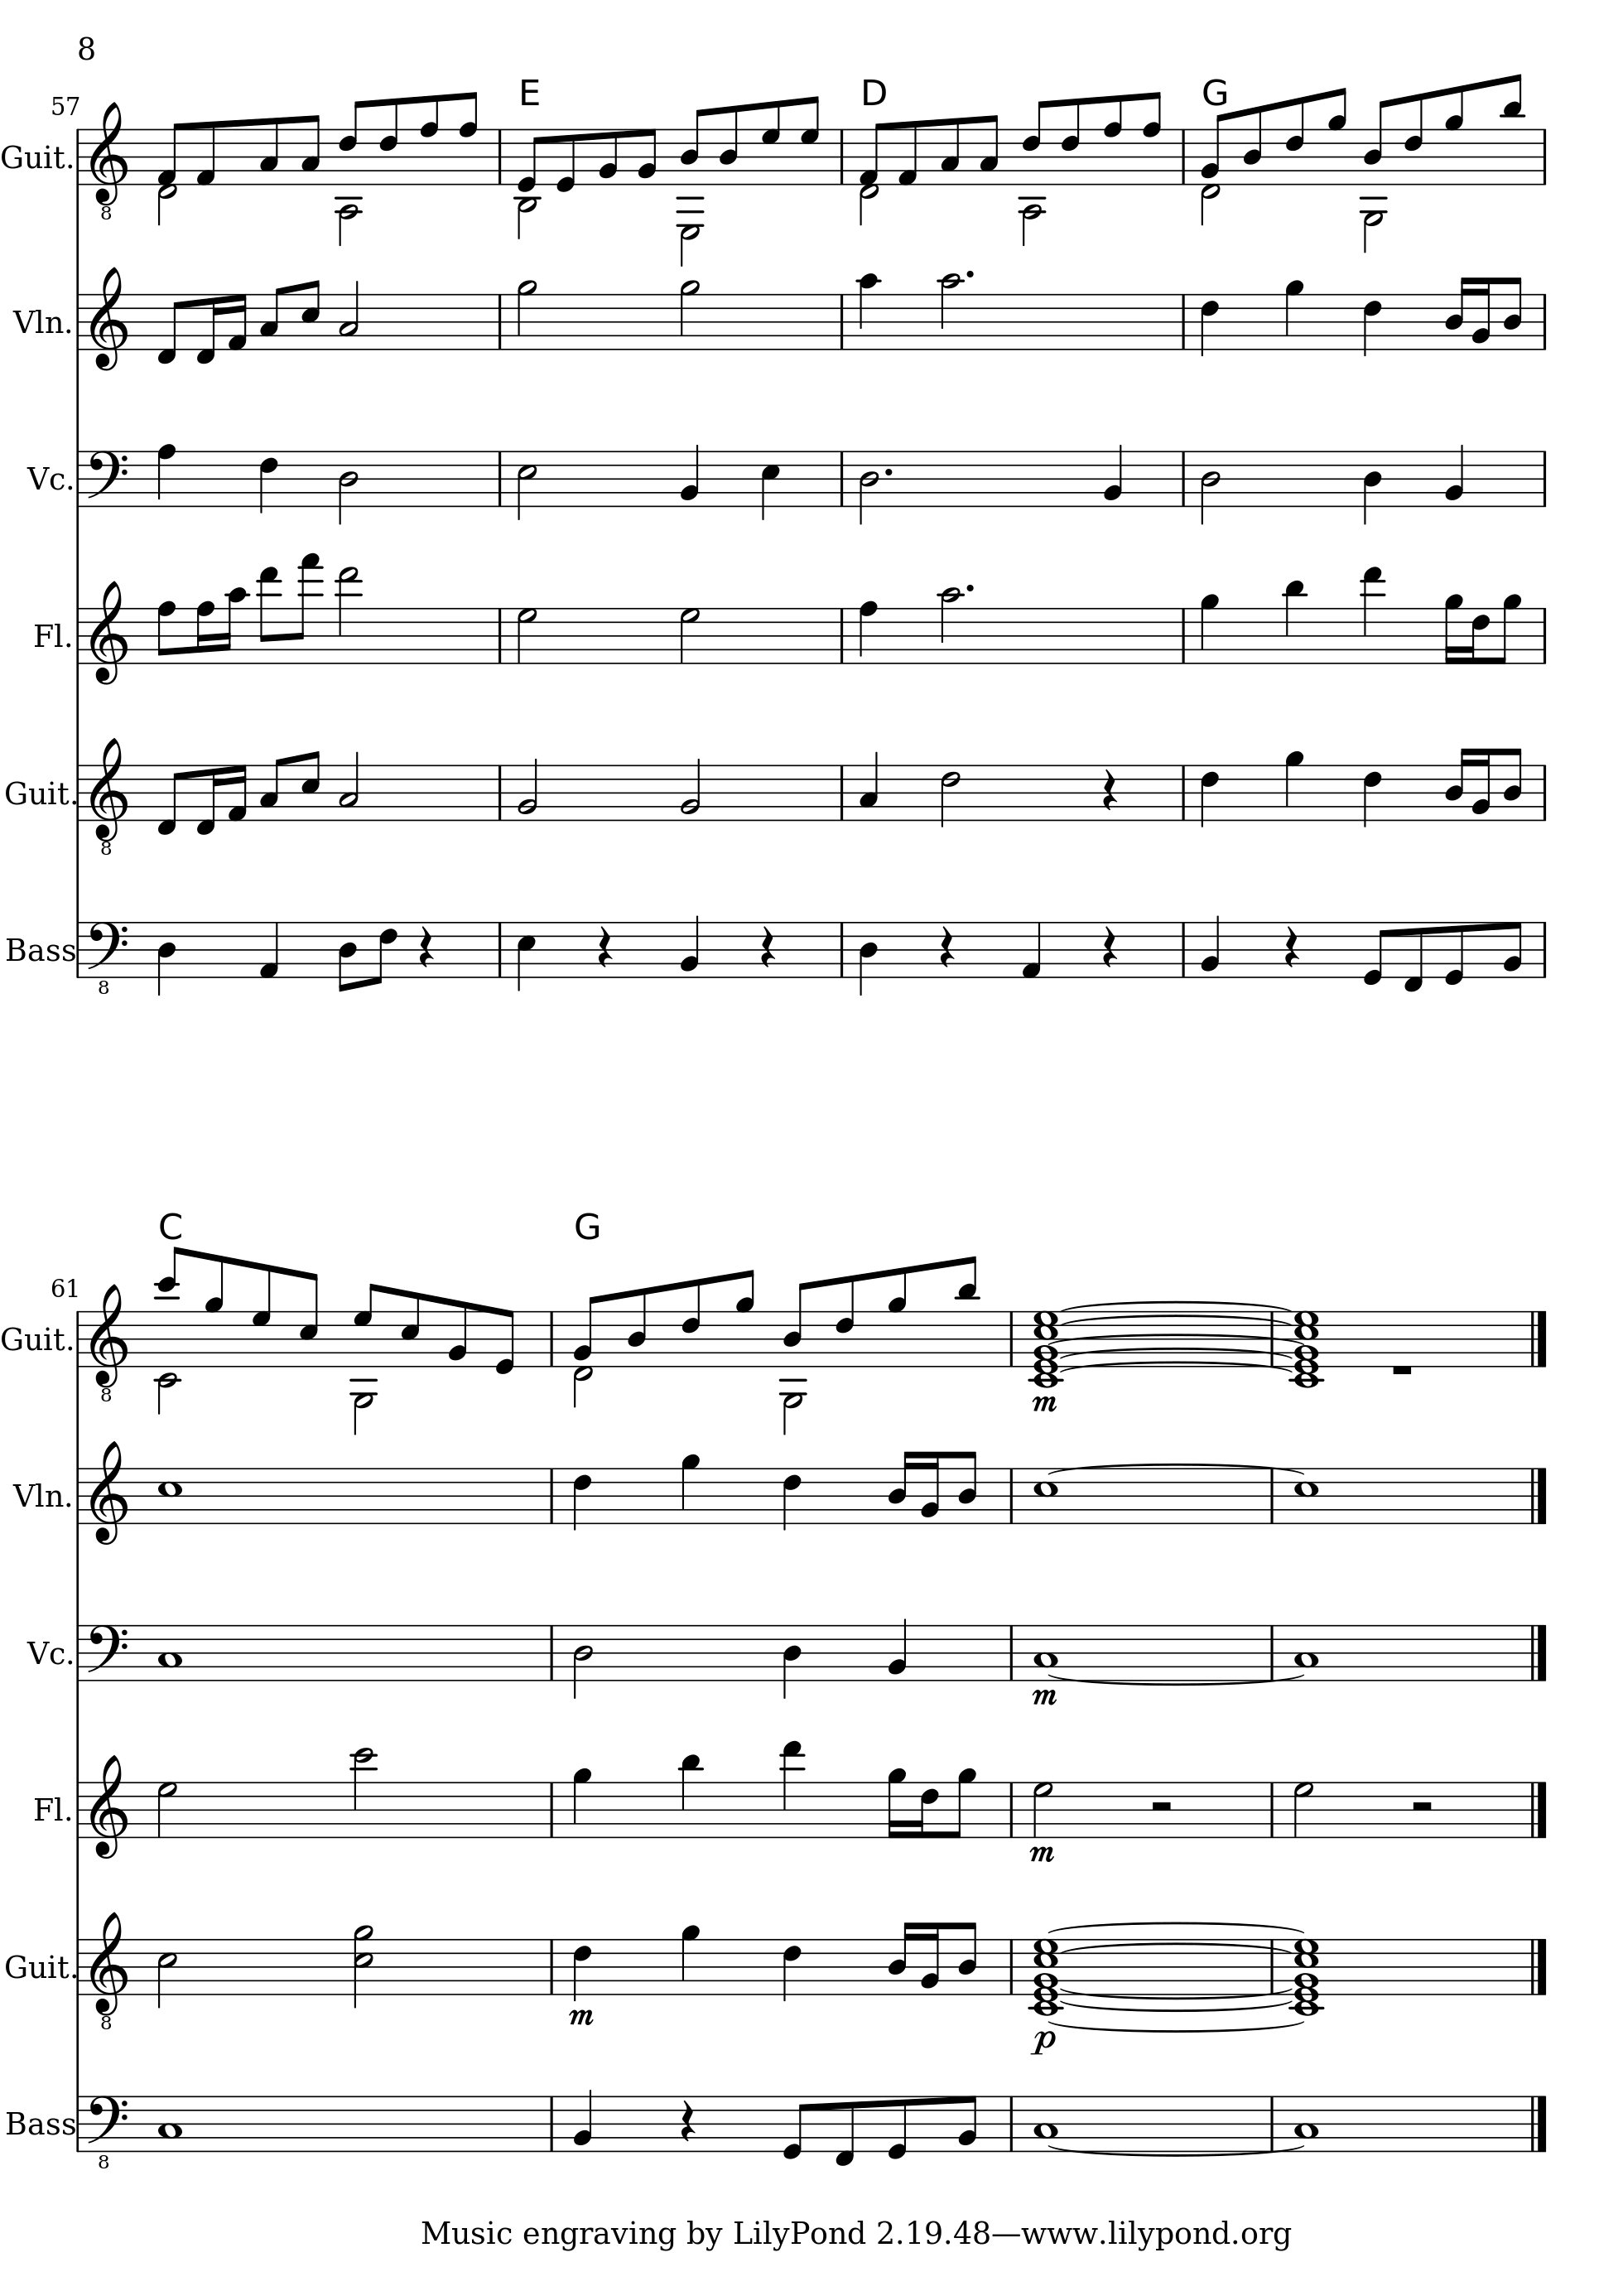 8
E D G
57
Guit.
8
Vln.
Vc.
Fl.
Guit.
8
Bass
8
C G
61
Guit.
8
m
Vln.
Vc.
m
Fl.
m
Guit.
8
m p
Bass
8
Music engraving by LilyPond 2.19.48—www.lilypond.org